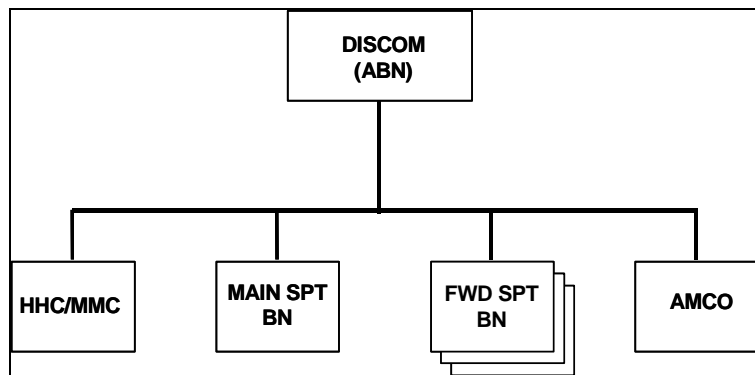 DISCOM
(ABN)
HHC/MMC
MAIN SPT
BN
FWD SPT
BN
AMCO